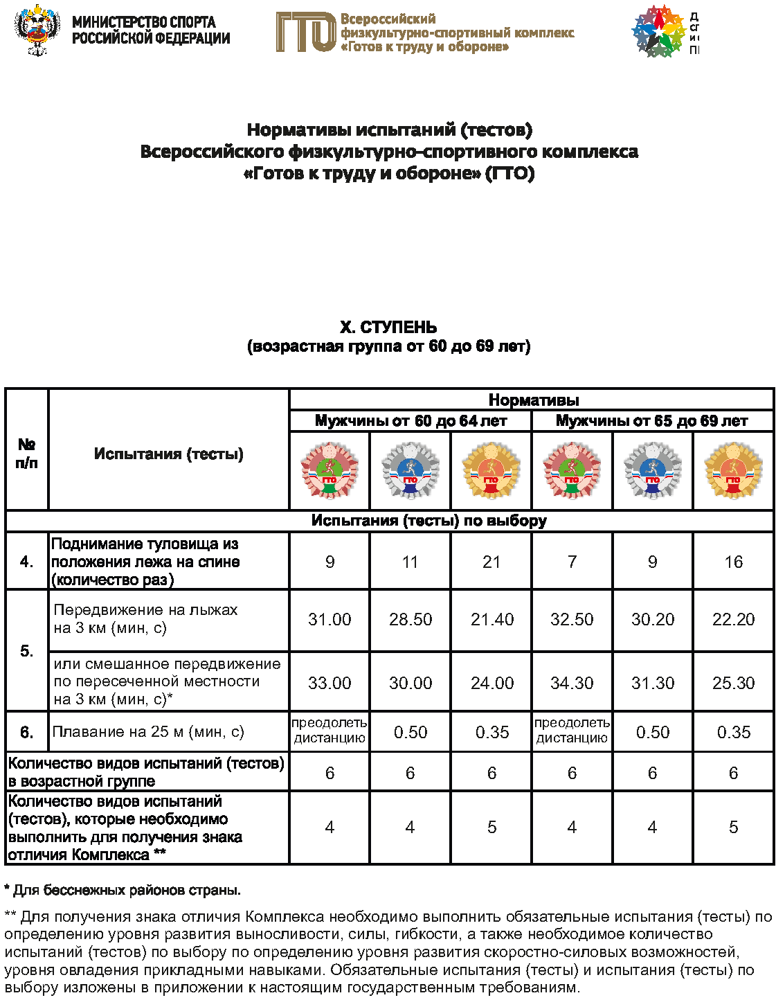 МИНИСТЕРСТВО СПОРТА
РОССИЙСКОЙ ФЕДЕРАЦИИ
ГТО
Всероссийский
физкультурно-спортивный комплекс
«Готов к труду и обороне»
Нормативы испытаний (тестов)
Всероссийского физкультурно-спортивного комплекса
«Готов к труду и обороне» (ГТО)
X. СТУПЕНЬ
(возрастная группа от 60 до 69 лет)
№ п/п
Испытания (тесты)
Нормативы
Мужчины от 60 до 64 лет Мужчины от 65 до 69 лет
ГТО ГТО ГТО ГТО ГТО ГТО
Испытания (тесты) по выбору
4. Поднимание туловища из
положения лежа на спине 9 11 21 7 9 16
(количество раз)
5. Передвижение на лыжах
на 3 км (мин, с) 31.00 28.50 21.40 32.50 30.20 22.20
или смешанное передвижение
по пересеченной местности 33.00 30.00 24.00 34.30 31.30 25.30
на 3 км (мин, с)*
6. Плавание на 25 м (мин, с) преодолеть дистанцию 0.50 0.35 преодолеть дистанцию 0.50 0.35
Количество видов испытаний (тестов)
в возрастной группе 6 6 6 6 6 6
Количество видов испытаний
(тестов), которые необходимо
выполнить для получения знака 4 4 5 4 4 5
отличия Комплекса **
* Для бесснежных районов страны.
** Для получения знака отличия Комплекса необходимо выполнить обязательные испытания (тесты) по
определению уровня развития выносливости, силы, гибкости, а также необходимое количество
испытаний (тестов) по выбору по определению уровня развития скоростно-силовых возможностей,
уровня овладения прикладными навыками. Обязательные испытания (тесты) и испытания (тесты) по
выбору изложены в приложении к настоящим государственным требованиям.